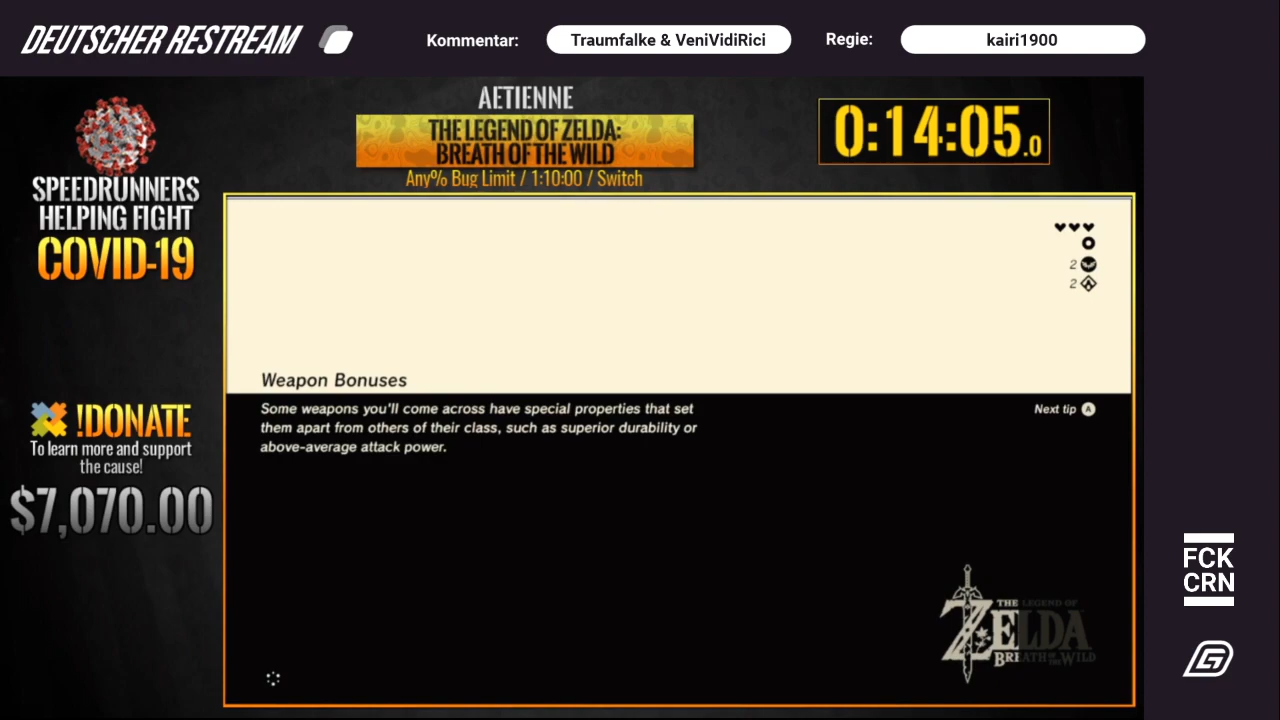 DEUTSCHER RESTREAM
Kommentar:
Traumfalke & VeniVidiRici
Regie:
kairi1900
SPEEDRUNNERS
HELPING FIGHT
COVID-19
AETIENNE
THE LEGEND OF ZELDA:
BREATH OF THE WILD
Any% Bug Limit / 1:10:00 / Switch
0:14:05.0
2
2
Weapon Bonuses
Some weapons you'll come across have special properties that set
them apart from others of their class, such as superior durability or
above-average attack power.
Next tip A
!DONATE
To learn more and support
the cause!
$7,070.00
THE LEGEND OF
ZELDA
BREATH OF THE WILD
FCK
CRN
G